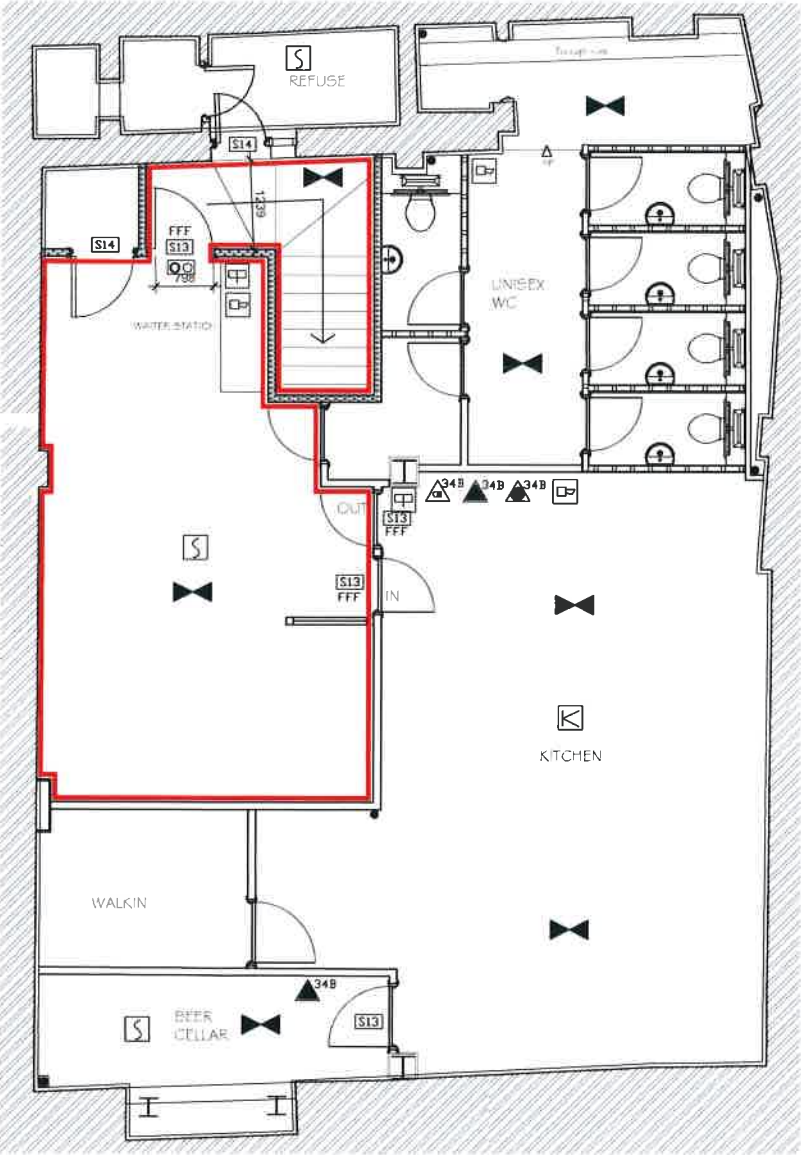 REFUSE
S14
1239
FFF
S13
798
S14
WAITER STATION
UNISEX
WC
34B
34B
34B
OUT
S13
FFF
S13
FFF
IN
K
KITCHEN
WALKIN
34B
BEER
CELLAR
S13